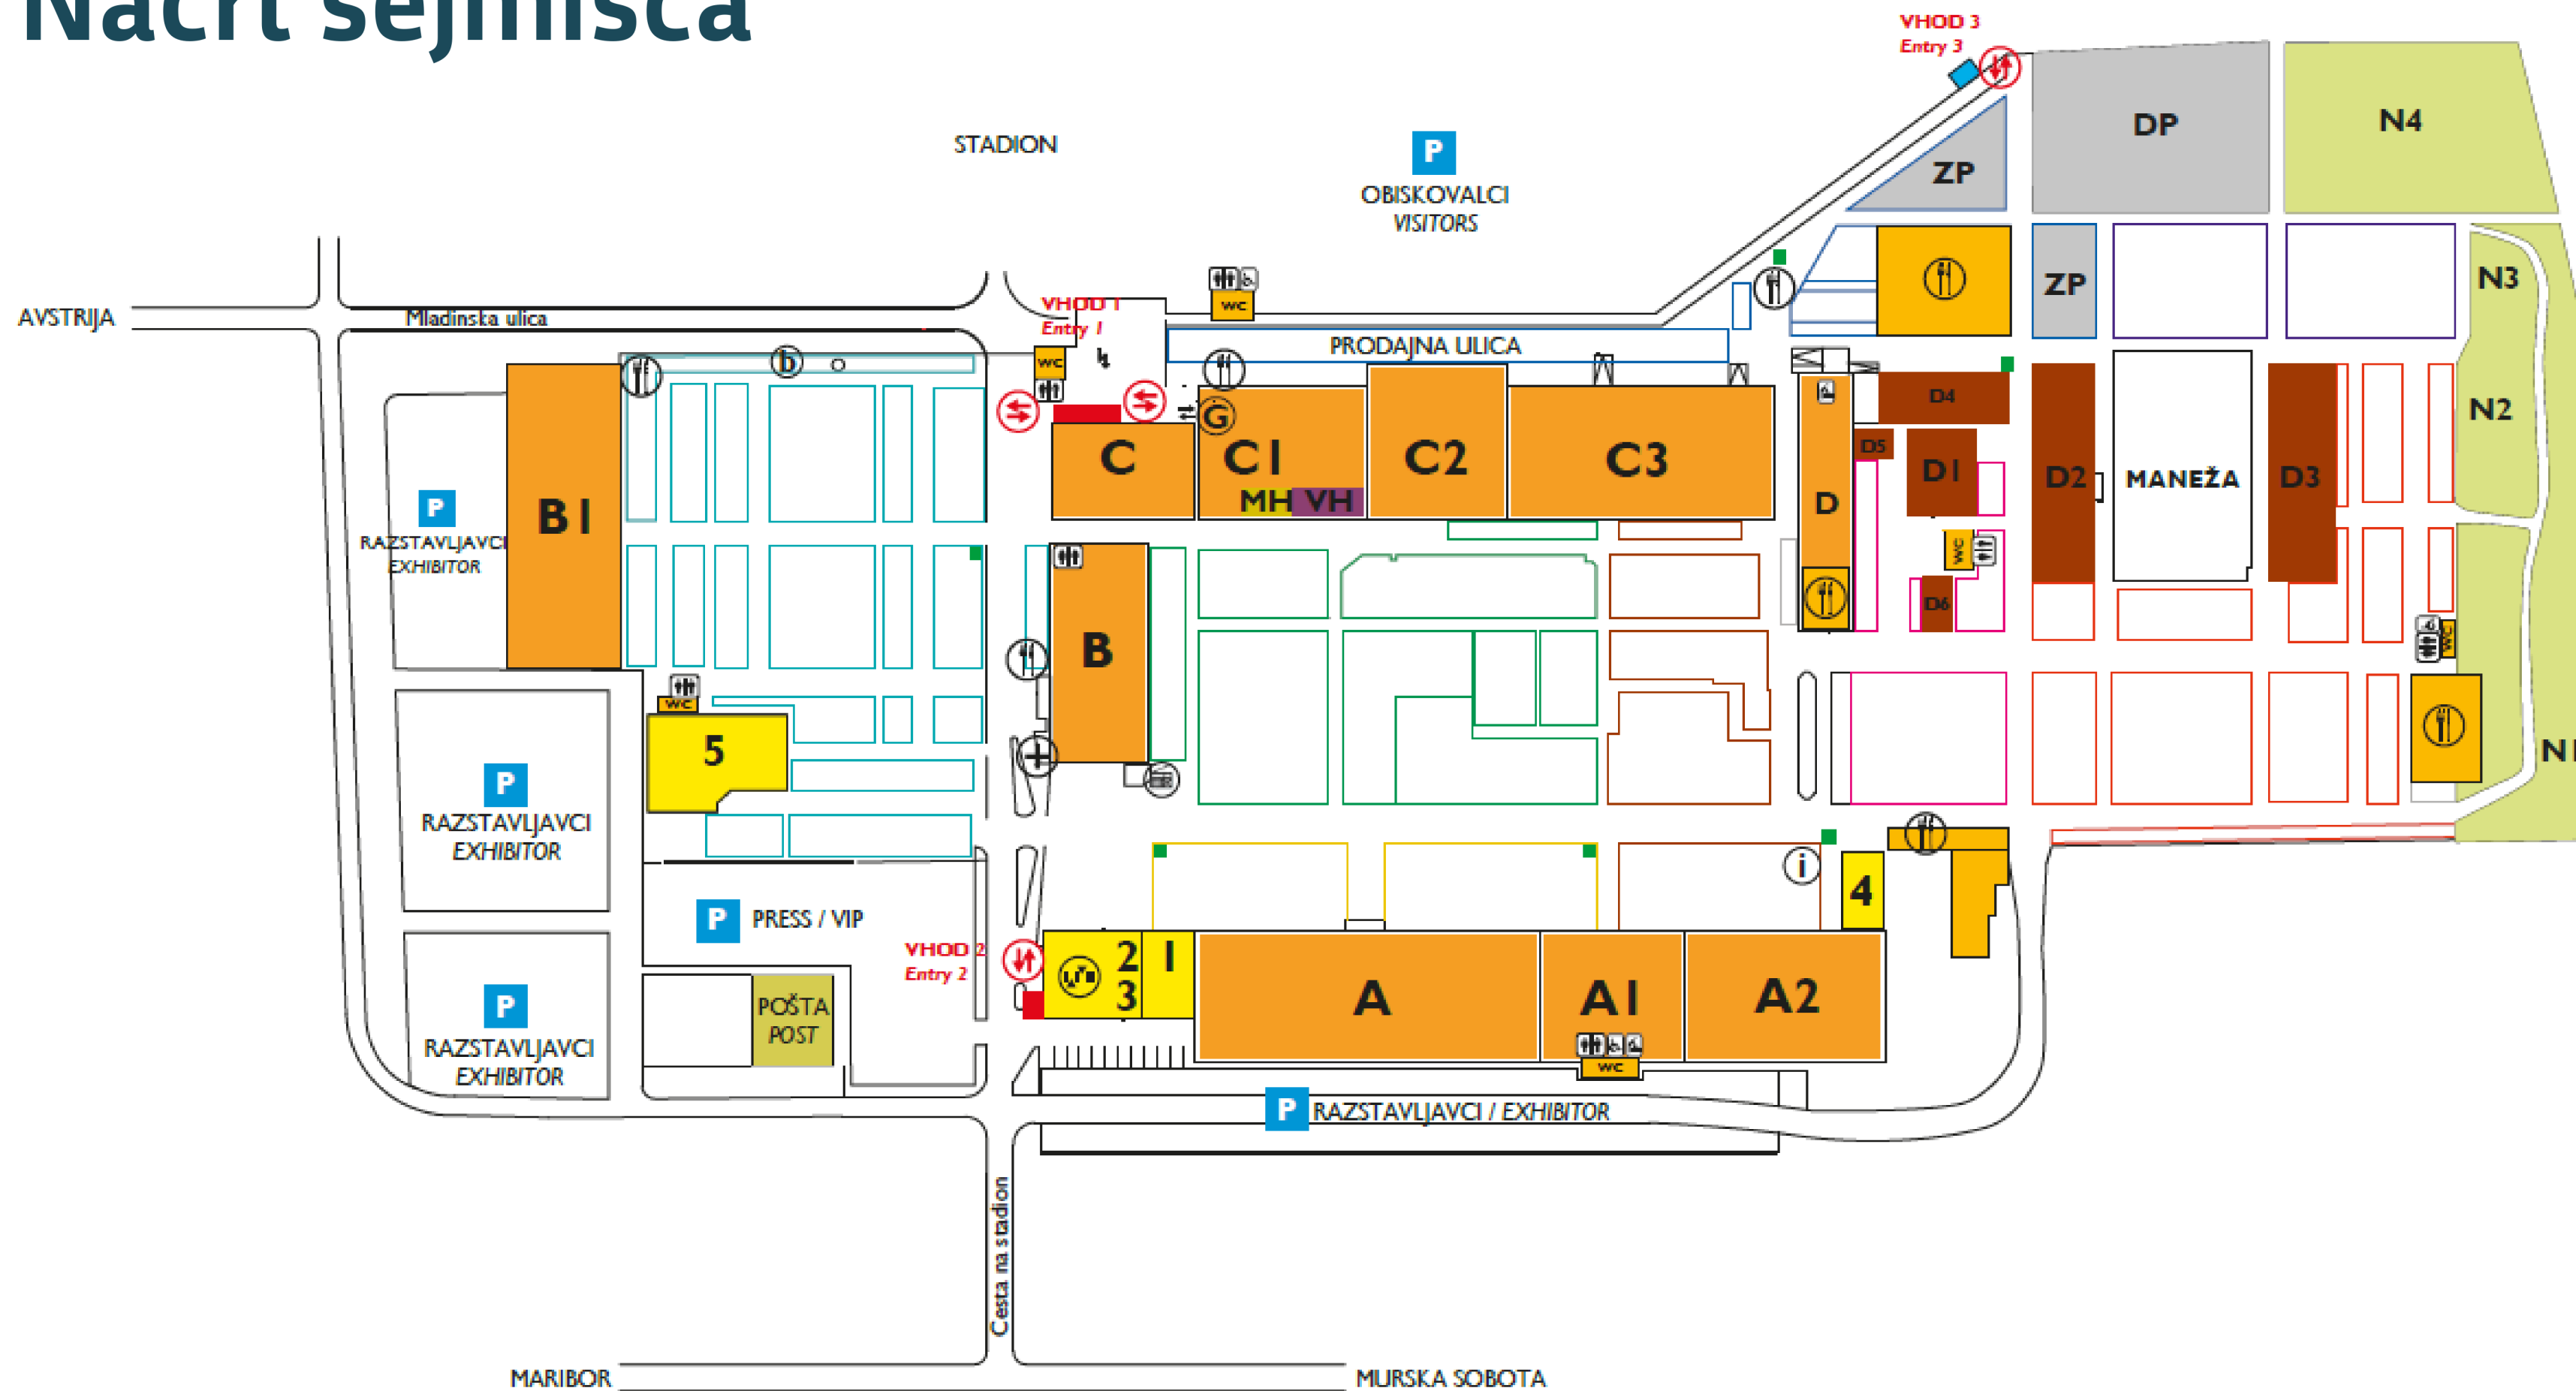 Načrt sejmišča
VHOD 3
Entry 3
STADION
P
OBISKOVALCI
VISITORS
DP
N4
ZP
ZP
N3
AVSTRIJA
Mladinska ulica
VHOD 1
Entry 1
WC
WC
PRODAJNA ULICA
b
G
C
C1
C2
C3
MH
VH
D
D4
D5
D1
D2
MANEŽA
D3
N2
P
RAZSTAVLJAVCI
EXHIBITOR
B1
WC
D6
B
WC
WC
5
N1
P
RAZSTAVLJAVCI
EXHIBITOR
i
4
P
PRESS / VIP
VHOD 2
Entry 2
2
3
1
A
A1
A2
WC
P
RAZSTAVLJAVCI
EXHIBITOR
POŠTA
POST
P
RAZSTAVLJAVCI / EXHIBITOR
Cesta na stadion
MARIBOR
MURSKA SOBOTA